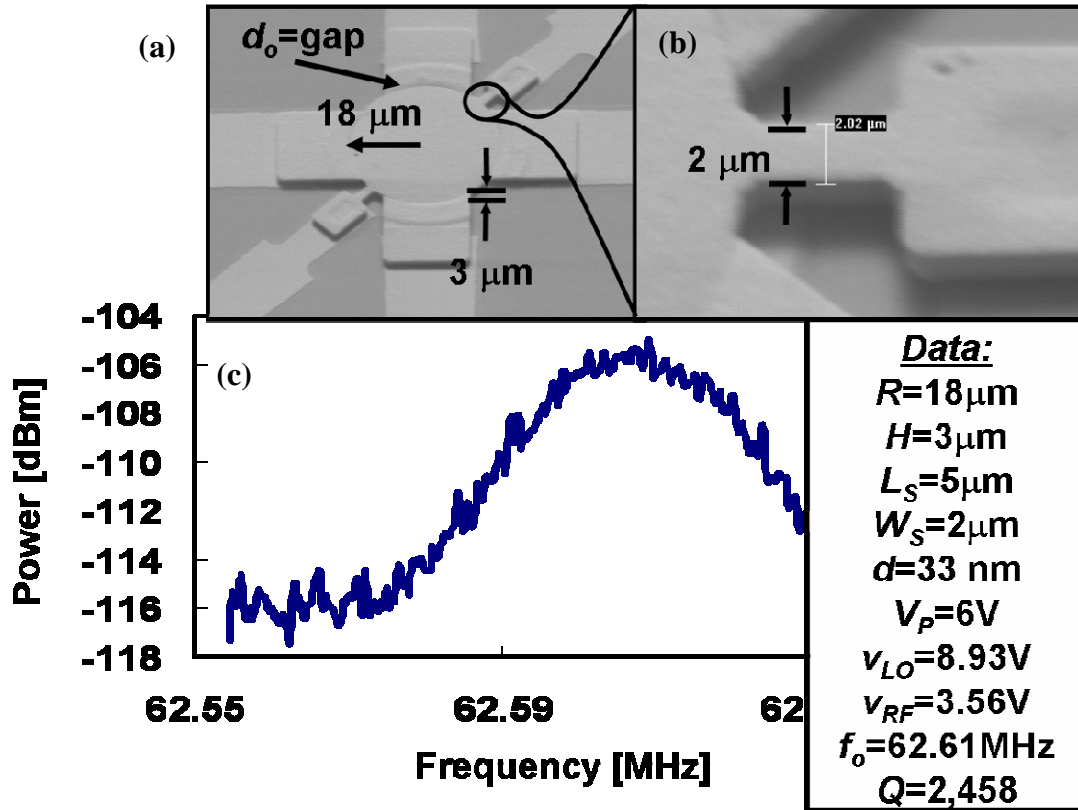 (a)
d_o=gap
18 μm
3 μm
(b)
2.02 μm
2 μm
(c)
-104
-106
-108
-110
-112
-114
-116
-118
Power [dBm]
62.55
62.59
62
Frequency [MHz]
Data:
R=18μm
H=3μm
L_S=5μm
W_S=2μm
d=33 nm
V_P=6V
v_LO=8.93V
v_RF=3.56V
f_o=62.61MHz
Q=2,458